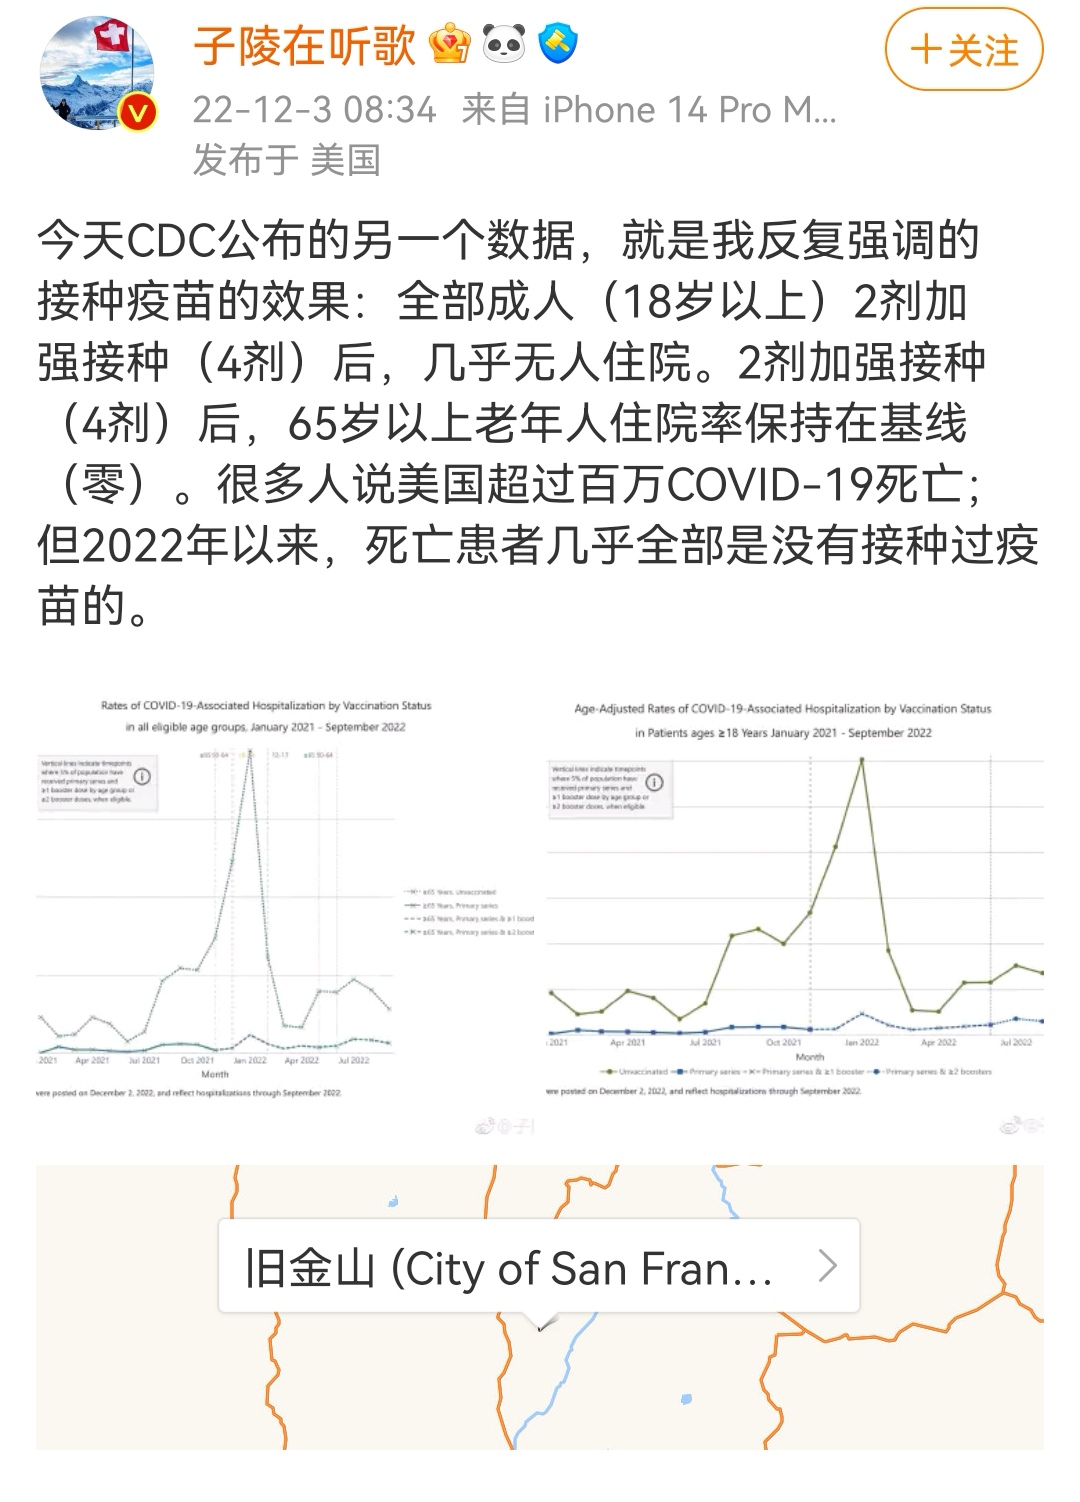 子陵在听歌
+关注
22-12-3 08:34 来自 iPhone 14 Pro M...
发布于 美国
今天CDC公布的另一个数据，就是我反复强调的
接种疫苗的效果：全部成人（18岁以上）2剂加
强接种（4剂）后，几乎无人住院。2剂加强接种
（4剂）后，65岁以上老年人住院率保持在基线
（零）。很多人说美国超过百万COVID-19死亡；
但2022年以来，死亡患者几乎全部是没有接种过疫
苗的。
Rates of COVID-19-Associated Hospitalization by Vaccination Status
in all eligible age groups, January 2021 - September 2022
Vertical lines indicate timepoints
where 5% of population have
received primary series and
≥1 booster dose by age group or
≥2 booster doses, when eligible.
12-17
≥65 50-64
≥65 Years, Unvaccinated
≥65 Years, Primary series
≥65 Years, Primary series & ≥1 boost
≥65 Years, Primary series & ≥2 boost
2021 Apr 2021 Jul 2021 Oct 2021 Jan 2022 Apr 2022 Jul 2022
Month
were posted on December 2, 2022, and reflect hospitalizations through September 2022.
Age-Adjusted Rates of COVID-19-Associated Hospitalization by Vaccination Status
in Patients ages ≥18 Years January 2021 - September 2022
Vertical lines indicate timepoints
where 5% of population have
received primary series and
≥1 booster dose by age group or
≥2 booster doses, when eligible
2021 Apr 2021 Jul 2021 Oct 2021 Jan 2022 Apr 2022 Jul 2022
Month
Unvaccinated Primary series Primary series & ≥1 booster Primary series & ≥2 boosters
were posted on December 2, 2022, and reflect hospitalizations through September 2022.
旧金山 (City of San Fran...